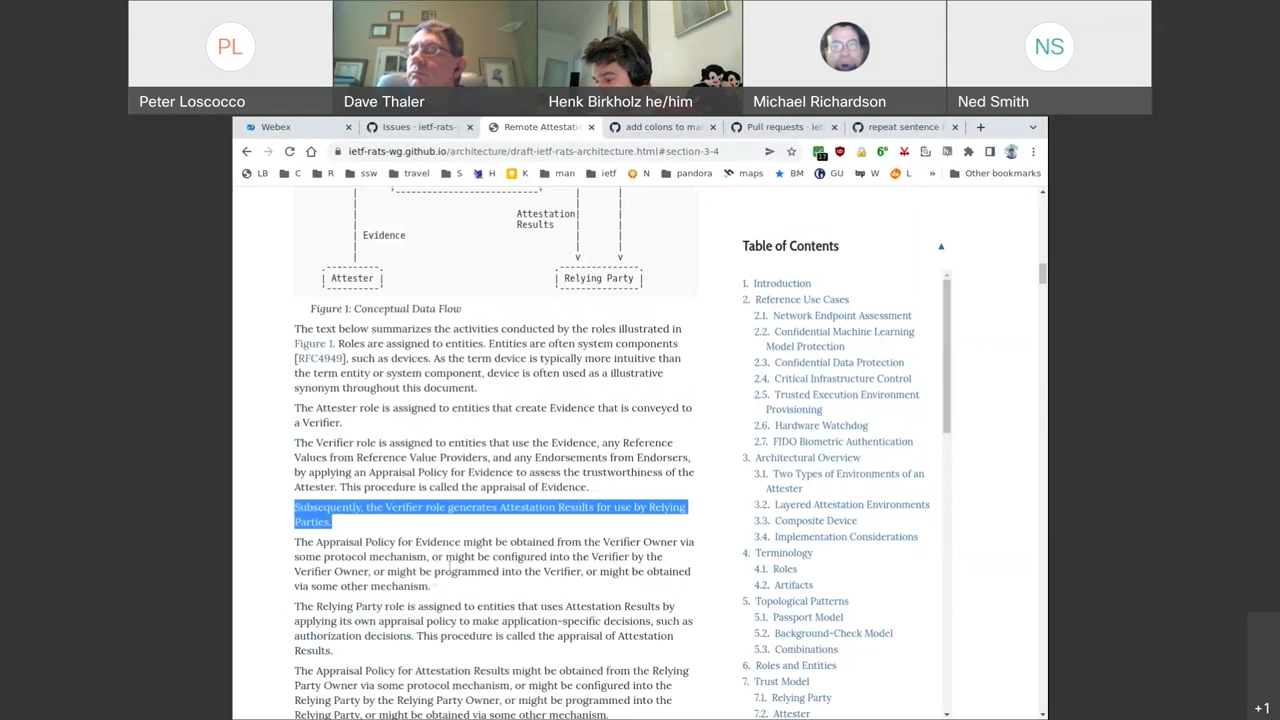 PL
NS
Peter Loscocco
Dave Thaler
Henk Birkholz he/him
Michael Richardson
Ned Smith
Webex
Issues · ietf-rats-
Remote Attestatio
add colons to ma
Pull requests · iet
repeat sentence f
ietf-rats-wg.github.io/architecture/draft-ietf-rats-architecture.html#section-3-4
17
6°
LB
C
R
ssw
travel
S
H
K
man
ietf
N
pandora
maps
BM
GU
W
L
»
Other bookmarks
Attestation
Results
Evidence
Attester
Relying Party
Figure 1: Conceptual Data Flow
The text below summarizes the activities conducted by the roles illustrated in
Figure 1. Roles are assigned to entities. Entities are often system components
[RFC4949], such as devices. As the term device is typically more intuitive than
the term entity or system component, device is often used as a illustrative
synonym throughout this document.
The Attester role is assigned to entities that create Evidence that is conveyed to
a Verifier.
The Verifier role is assigned to entities that use the Evidence, any Reference
Values from Reference Value Providers, and any Endorsements from Endorsers,
by applying an Appraisal Policy for Evidence to assess the trustworthiness of the
Attester. This procedure is called the appraisal of Evidence.
Subsequently, the Verifier role generates Attestation Results for use by Relying
Parties.
The Appraisal Policy for Evidence might be obtained from the Verifier Owner via
some protocol mechanism, or might be configured into the Verifier by the
Verifier Owner, or might be programmed into the Verifier, or might be obtained
via some other mechanism.
The Relying Party role is assigned to entities that uses Attestation Results by
applying its own appraisal policy to make application-specific decisions, such as
authorization decisions. This procedure is called the appraisal of Attestation
Results.
The Appraisal Policy for Attestation Results might be obtained from the Relying
Party Owner via some protocol mechanism, or might be configured into the
Relying Party by the Relying Party Owner, or might be programmed into the
Relying Party, or might be obtained via some other mechanism.
Table of Contents
1. Introduction
2. Reference Use Cases
2.1. Network Endpoint Assessment
2.2. Confidential Machine Learning
Model Protection
2.3. Confidential Data Protection
2.4. Critical Infrastructure Control
2.5. Trusted Execution Environment
Provisioning
2.6. Hardware Watchdog
2.7. FIDO Biometric Authentication
3. Architectural Overview
3.1. Two Types of Environments of an
Attester
3.2. Layered Attestation Environments
3.3. Composite Device
3.4. Implementation Considerations
4. Terminology
4.1. Roles
4.2. Artifacts
5. Topological Patterns
5.1. Passport Model
5.2. Background-Check Model
5.3. Combinations
6. Roles and Entities
7. Trust Model
7.1. Relying Party
7.2. Attester
+1